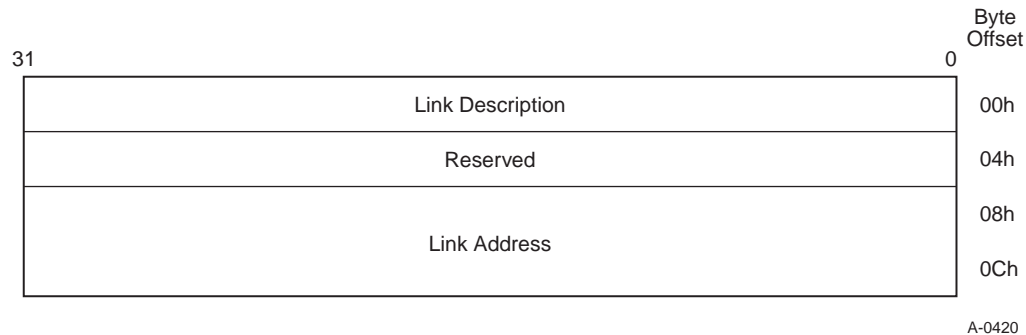 Byte
Offset
31 0
Link Description 00h
Reserved 04h
08h
Link Address
0Ch
A-0420